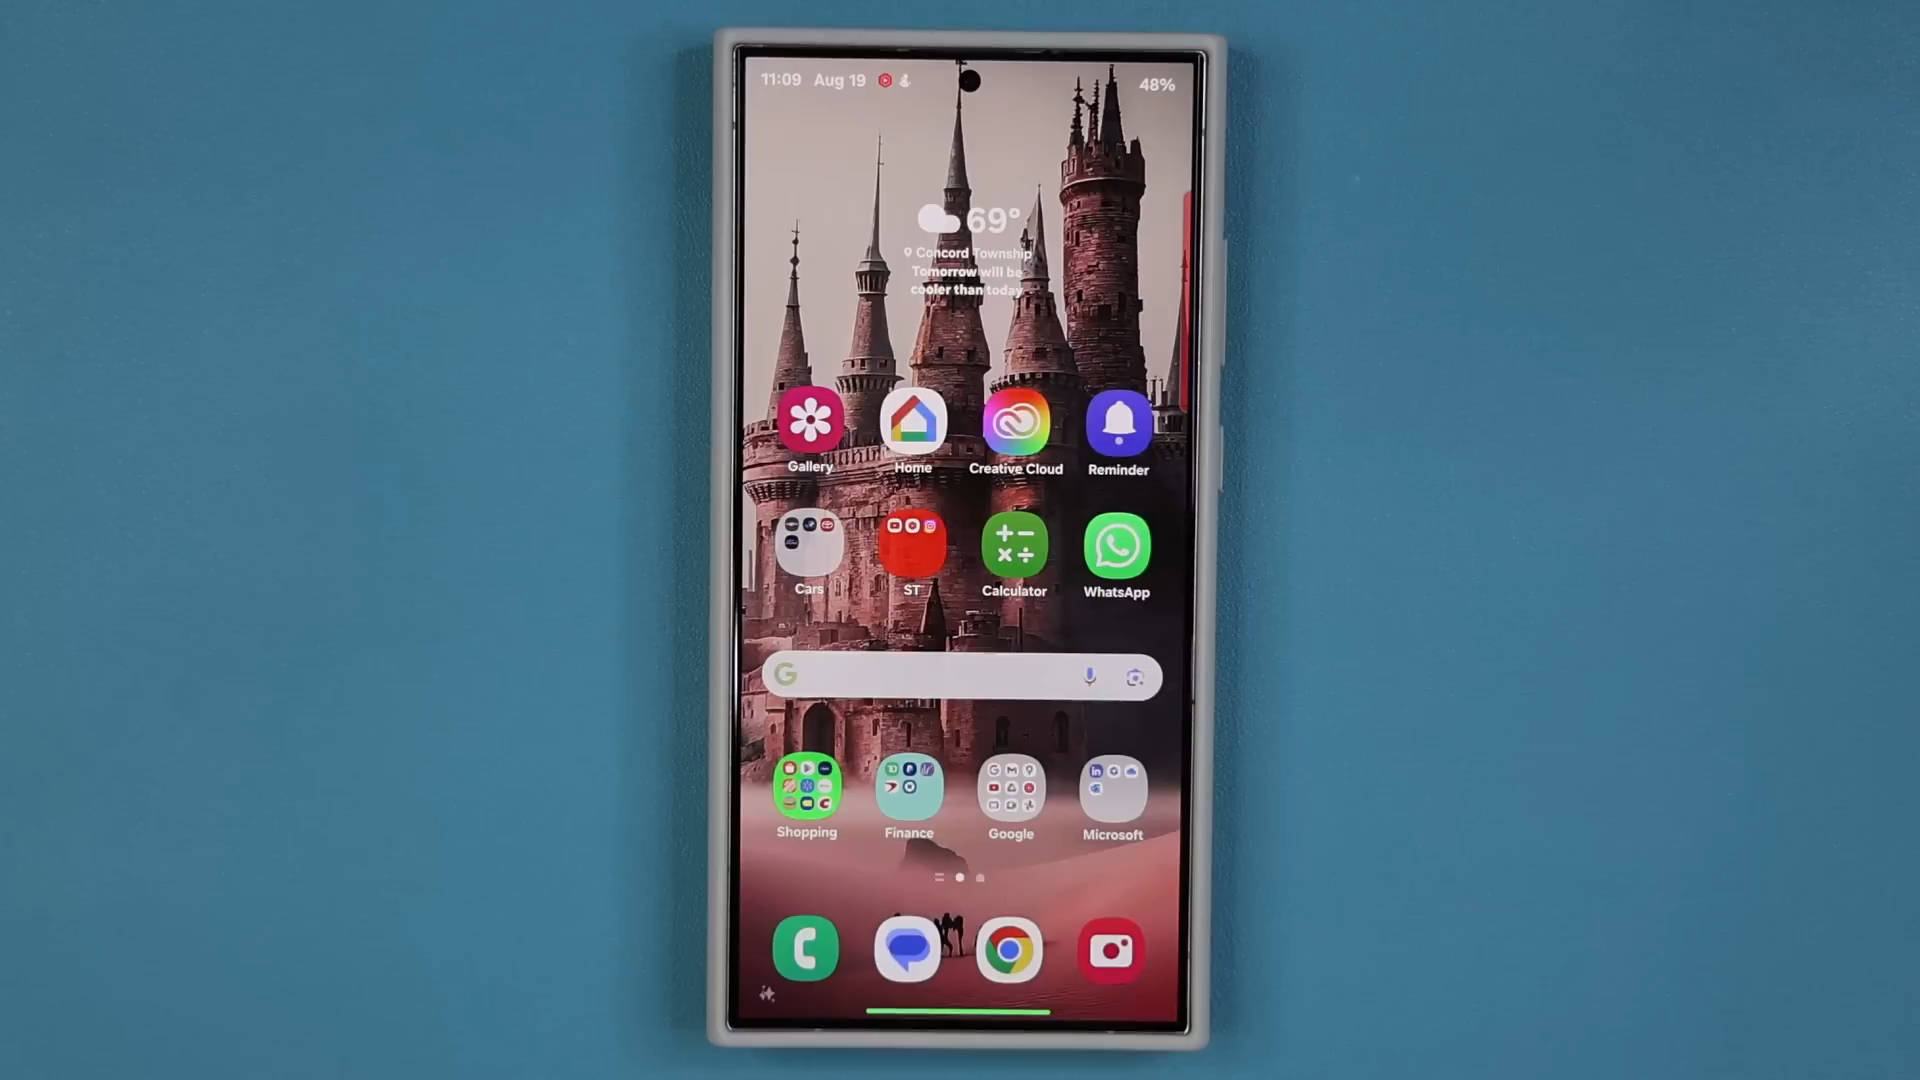 11:09 Aug 19 48%
69°
Concord Township
Tomorrow will be
cooler than today
Gallery Home Creative Cloud Reminder
Cars ST Calculator WhatsApp
Shopping Finance Google Microsoft